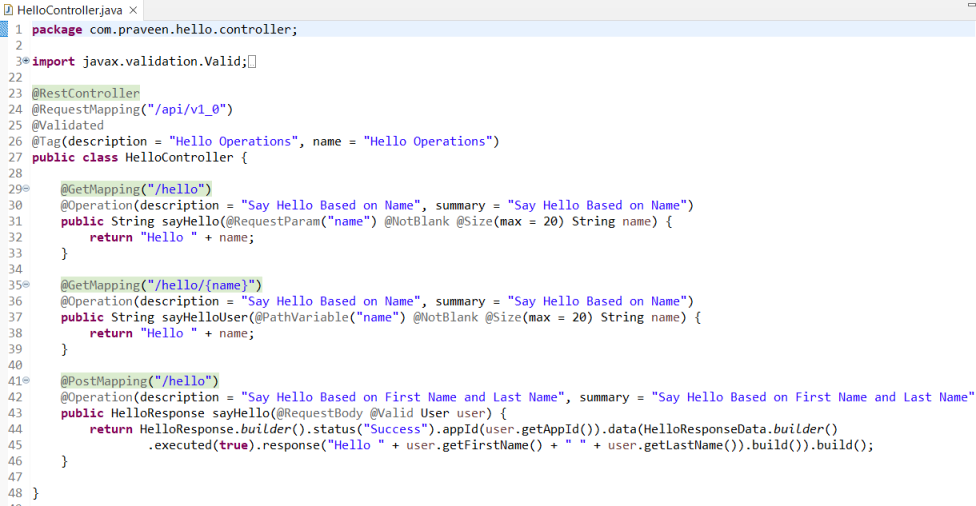 HelloController.java
1 package com.praveen.hello.controller;
2
3 import javax.validation.Valid;
22
23 @RestController
24 @RequestMapping("/api/v1_0")
25 @Validated
26 @Tag(description = "Hello Operations", name = "Hello Operations")
27 public class HelloController {
28
29 @GetMapping("/hello")
30 @Operation(description = "Say Hello Based on Name", summary = "Say Hello Based on Name")
31 public String sayHello(@RequestParam("name") @NotBlank @Size(max = 20) String name) {
32 return "Hello " + name;
33 }
34
35 @GetMapping("/hello/{name}")
36 @Operation(description = "Say Hello Based on Name", summary = "Say Hello Based on Name")
37 public String sayHelloUser(@PathVariable("name") @NotBlank @Size(max = 20) String name) {
38 return "Hello " + name;
39 }
40
41 @PostMapping("/hello")
42 @Operation(description = "Say Hello Based on First Name and Last Name", summary = "Say Hello Based on First Name and Last Name"
43 public HelloResponse sayHello(@RequestBody @Valid User user) {
44 return HelloResponse.builder().status("Success").appId(user.getAppId()).data(HelloResponseData.builder()
45 .executed(true).response("Hello " + user.getFirstName() + " " + user.getLastName()).build()).build();
46 }
47
48 }